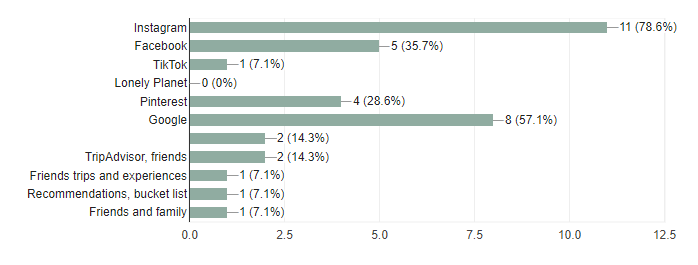 Instagram 11 (78.6%)
Facebook 5 (35.7%)
TikTok 1 (7.1%)
Lonely Planet 0 (0%)
Pinterest 4 (28.6%)
Google 8 (57.1%)
2 (14.3%)
TripAdvisor, friends 2 (14.3%)
Friends trips and experiences 1 (7.1%)
Recommendations, bucket list 1 (7.1%)
Friends and family 1 (7.1%)
0.0 2.5 5.0 7.5 10.0 12.5